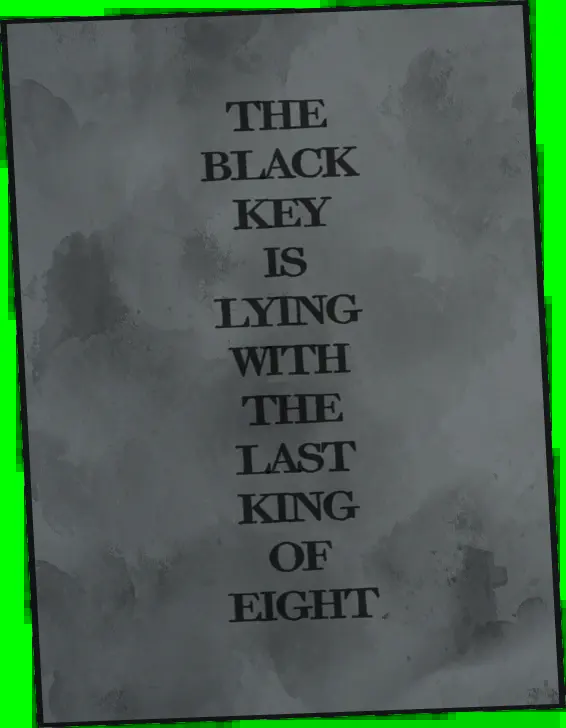 THE
BLACK
KEY
IS
LYING
WITH
THE
LAST
KING
OF
EIGHT